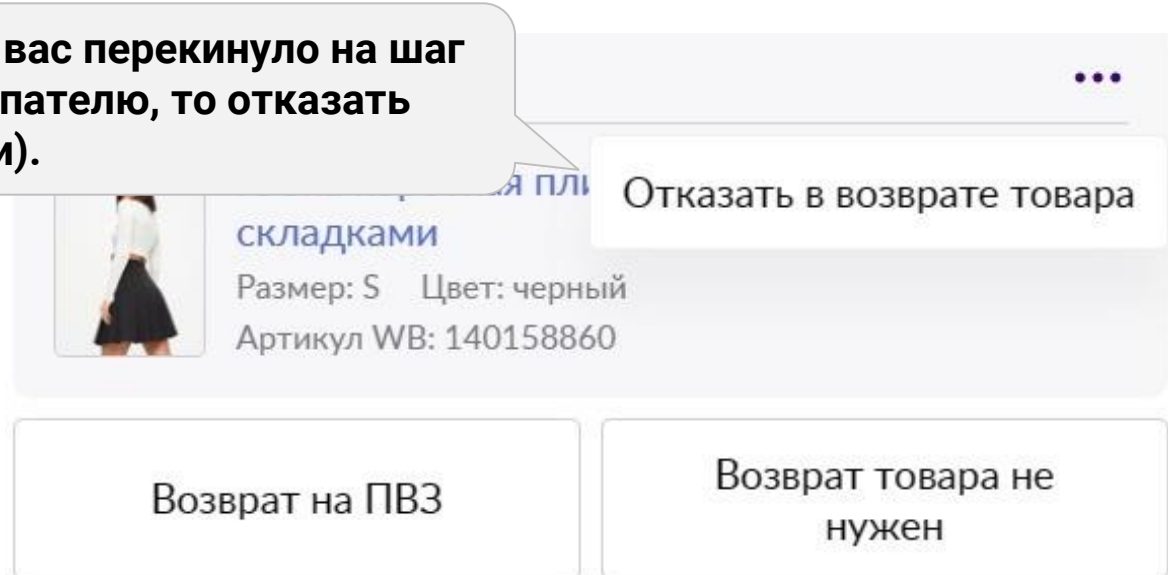 вас перекинуло на шаг
пателю, то отказать
и).
Отказать в возврате товара
складками
Размер: S Цвет: черный
Артикул WB: 140158860
Возврат на ПВЗ
Возврат товара не
нужен